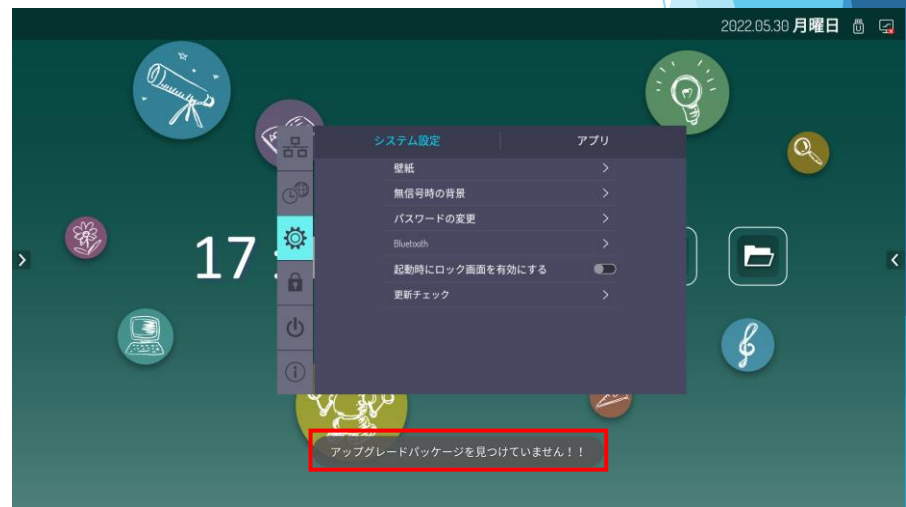 2022.05.30 月曜日
システム設定
アプリ
壁紙
無信号時の背景
17 :
パスワードの変更
Bluetooth
起動時にロック画面を有効にする
更新チェック
アップグレードパッケージを見つけていません！！